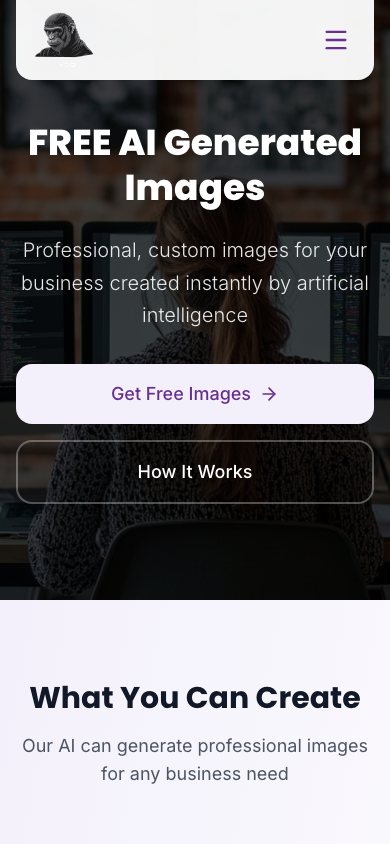 FREE AI Generated
Images
Professional, custom images for your
business created instantly by artificial
intelligence
Get Free Images
How It Works
What You Can Create
Our AI can generate professional images
for any business need